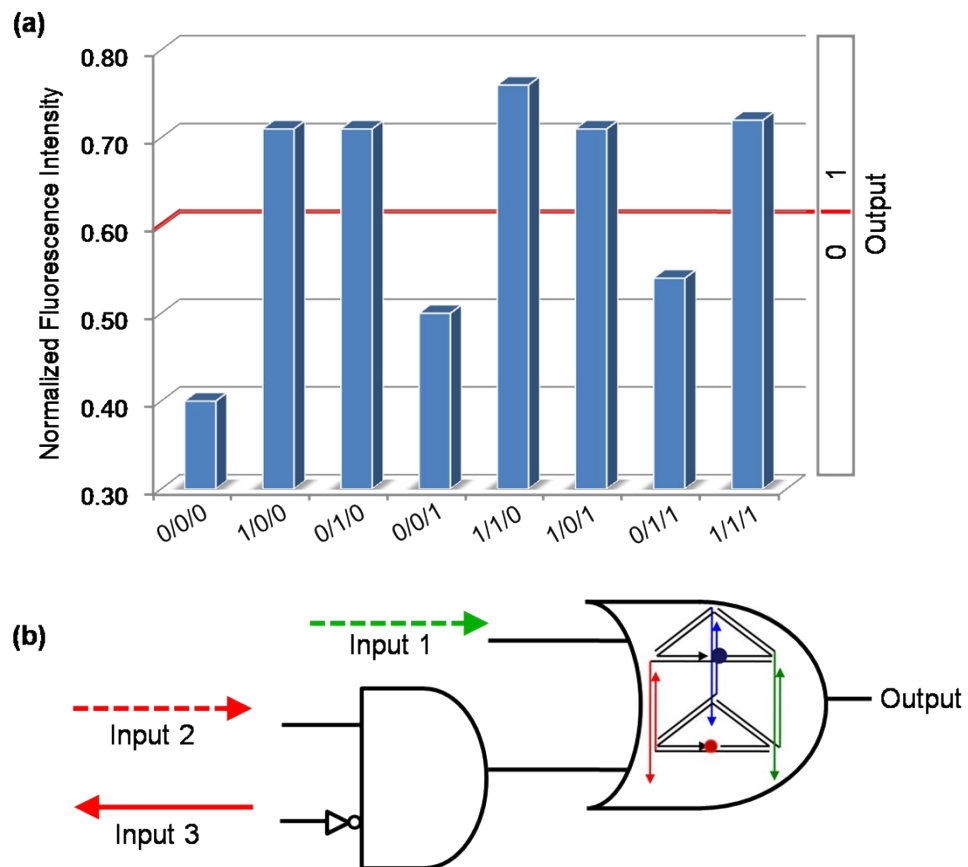 (a)
Normalized Fluorescence Intensity
0.80
0.70
0.60
0.50
0.40
0.30
0/0/0
1/0/0
0/1/0
0/0/1
1/1/0
1/0/1
0/1/1
1/1/1
1
0
Output
(b)
Input 1
Input 2
Input 3
Output